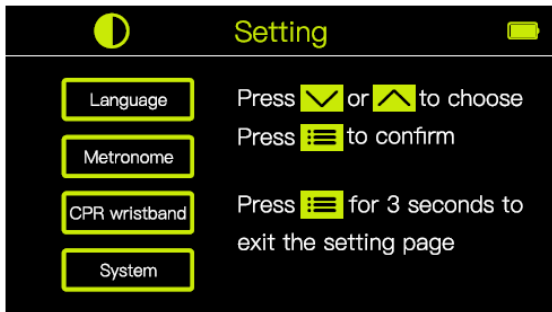 Setting
Language
Metronome
CPR wristband
System
Press or to choose
Press to confirm
Press for 3 seconds to
exit the setting page